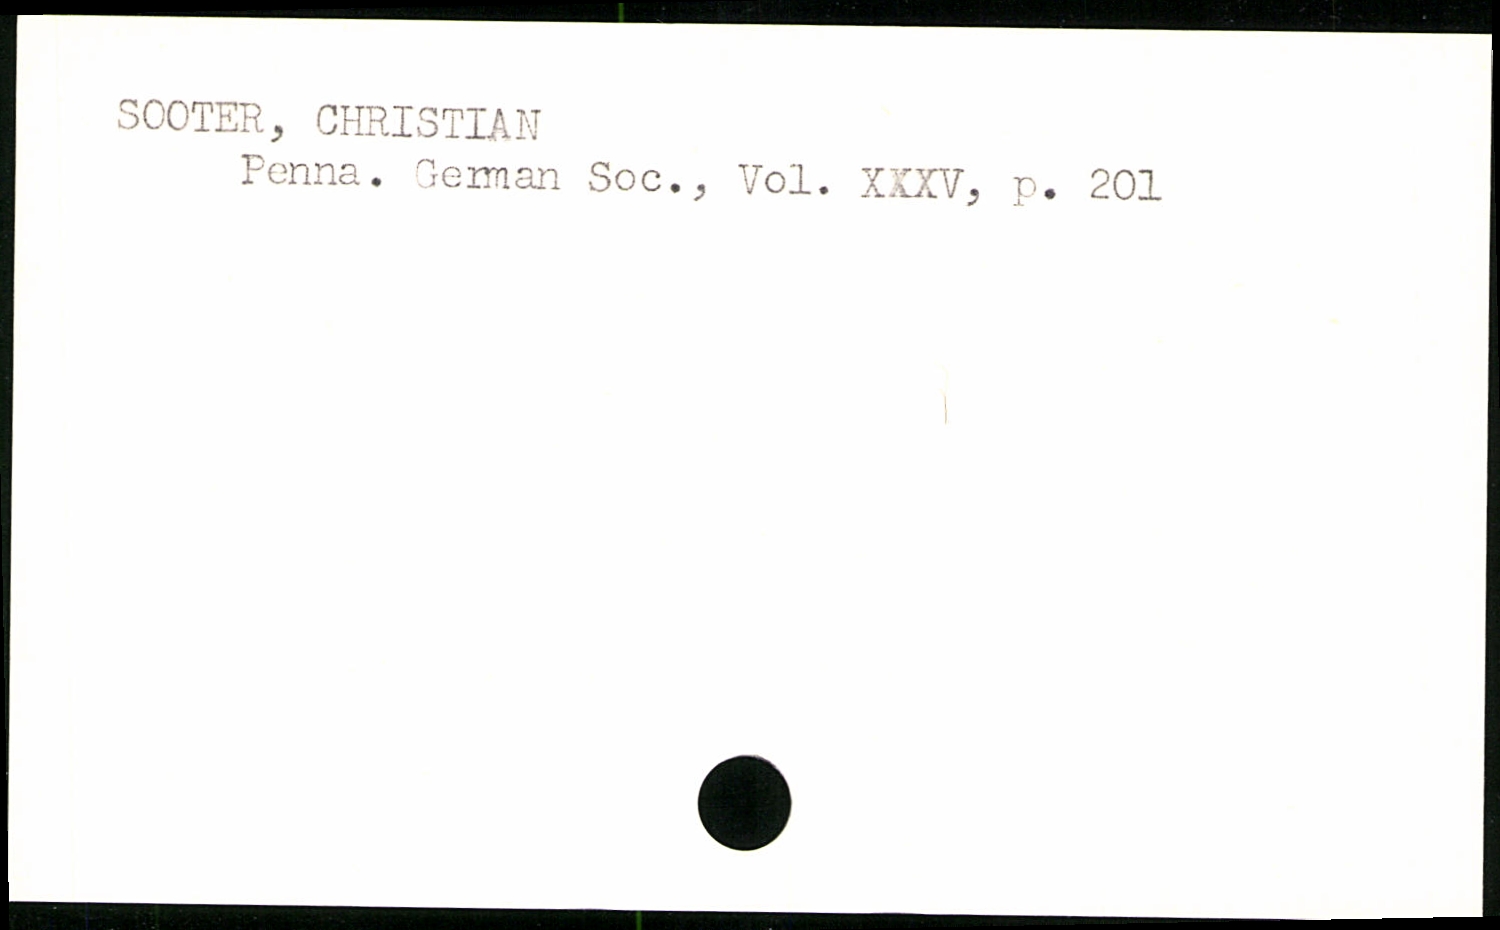 SOOTER, CHRISTIAN
Penna. German Soc., Vol. XXXV, p. 201